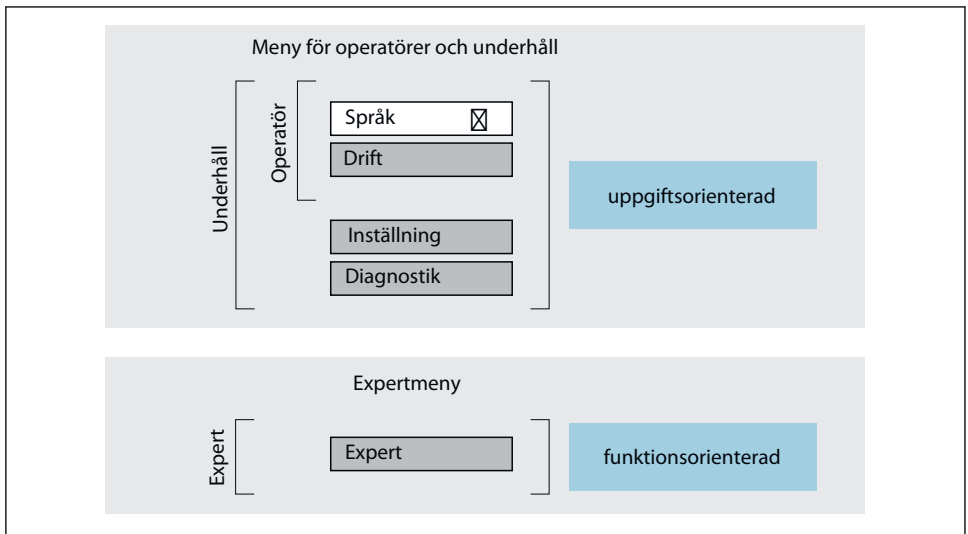 Meny för operatörer och underhåll
Underhåll
Operatör
Språk
Drift
Inställning
Diagnostik
uppgiftsorienterad
Expertmeny
Expert
Expert
funktionsorienterad